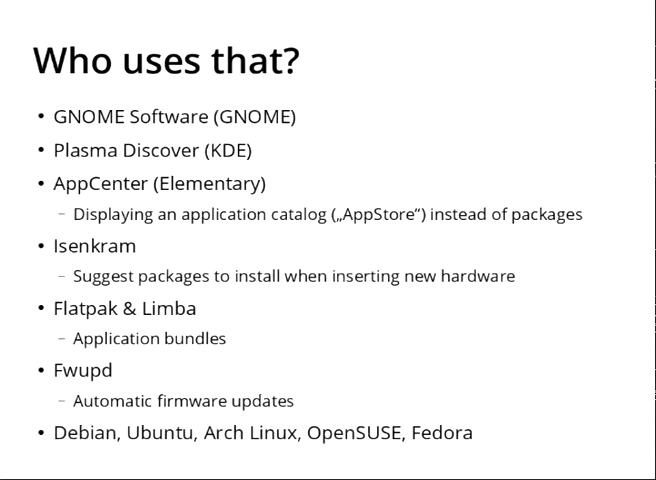 Who uses that?
• GNOME Software (GNOME)
• Plasma Discover (KDE)
• AppCenter (Elementary)
– Displaying an application catalog („AppStore“) instead of packages
• Isenkram
– Suggest packages to install when inserting new hardware
• Flatpak & Limba
– Application bundles
• Fwupd
– Automatic firmware updates
• Debian, Ubuntu, Arch Linux, OpenSUSE, Fedora